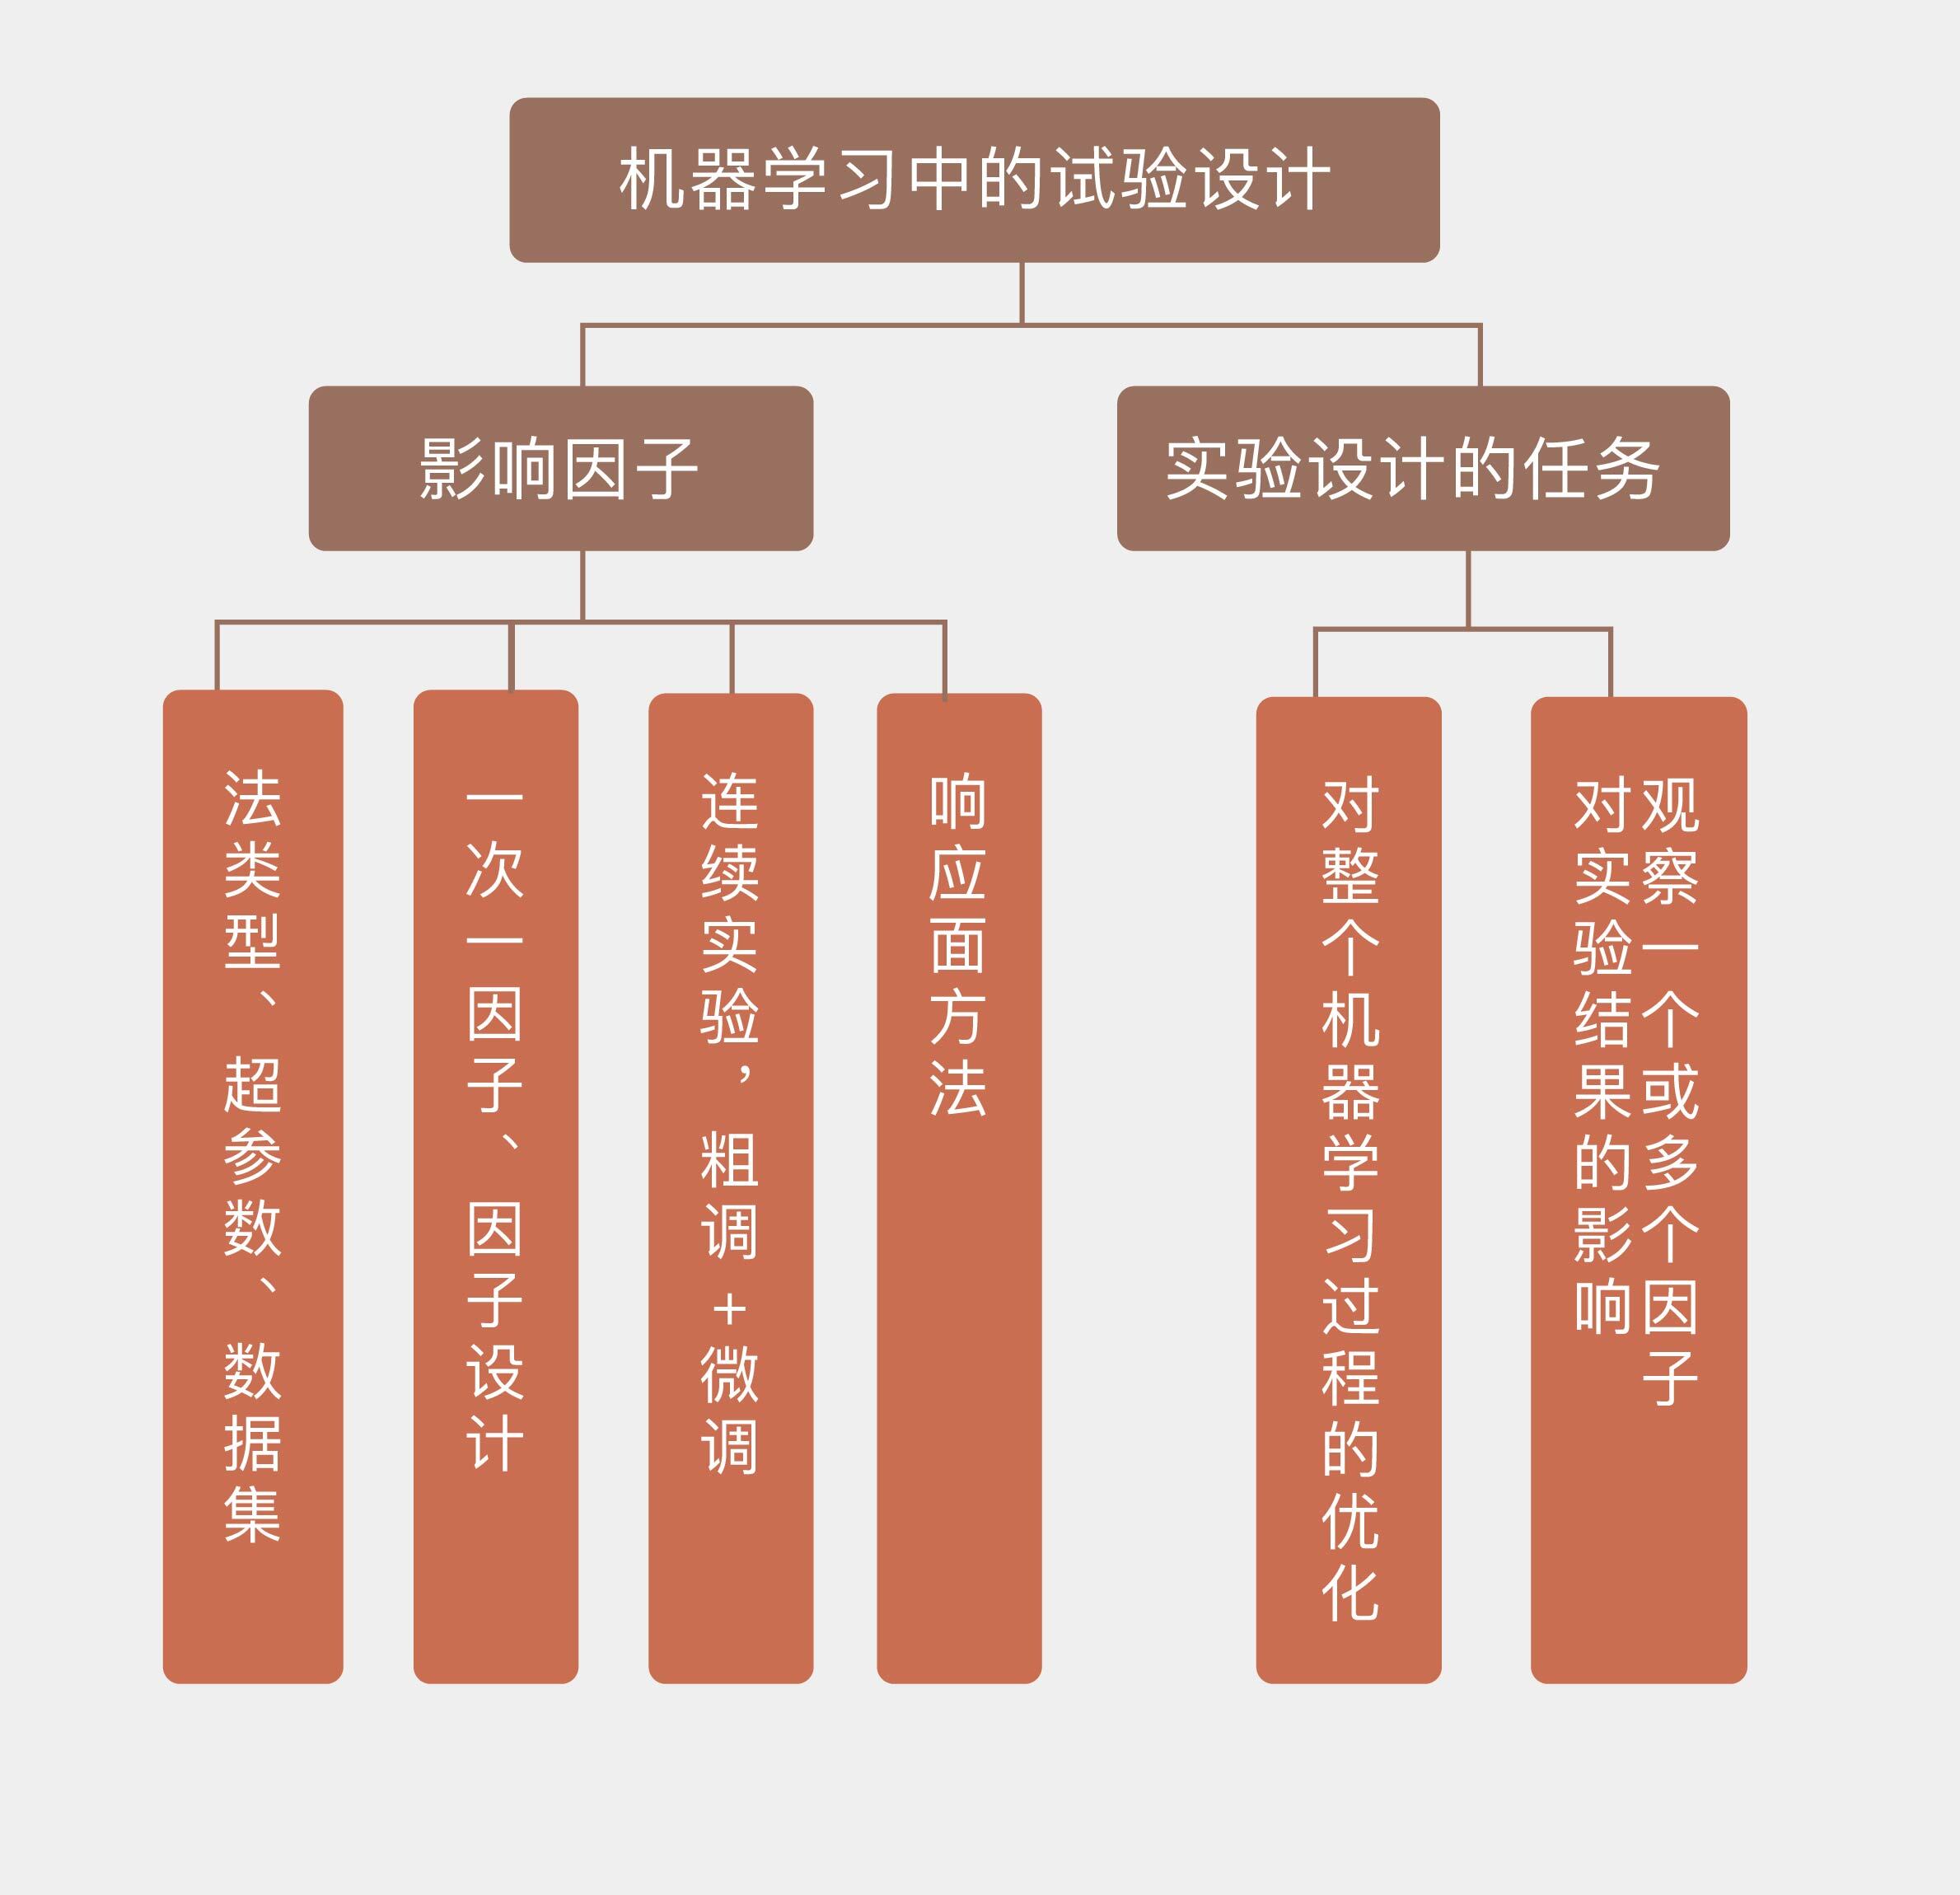 机器学习中的试验设计
影响因子
实验设计的任务
法类型、超参数、数据集
一次一因子、因子设计
连续实验，粗调+微调
响应面方法
对整个机器学习过程的优化
观察一个或多个因子
对实验结果的影响